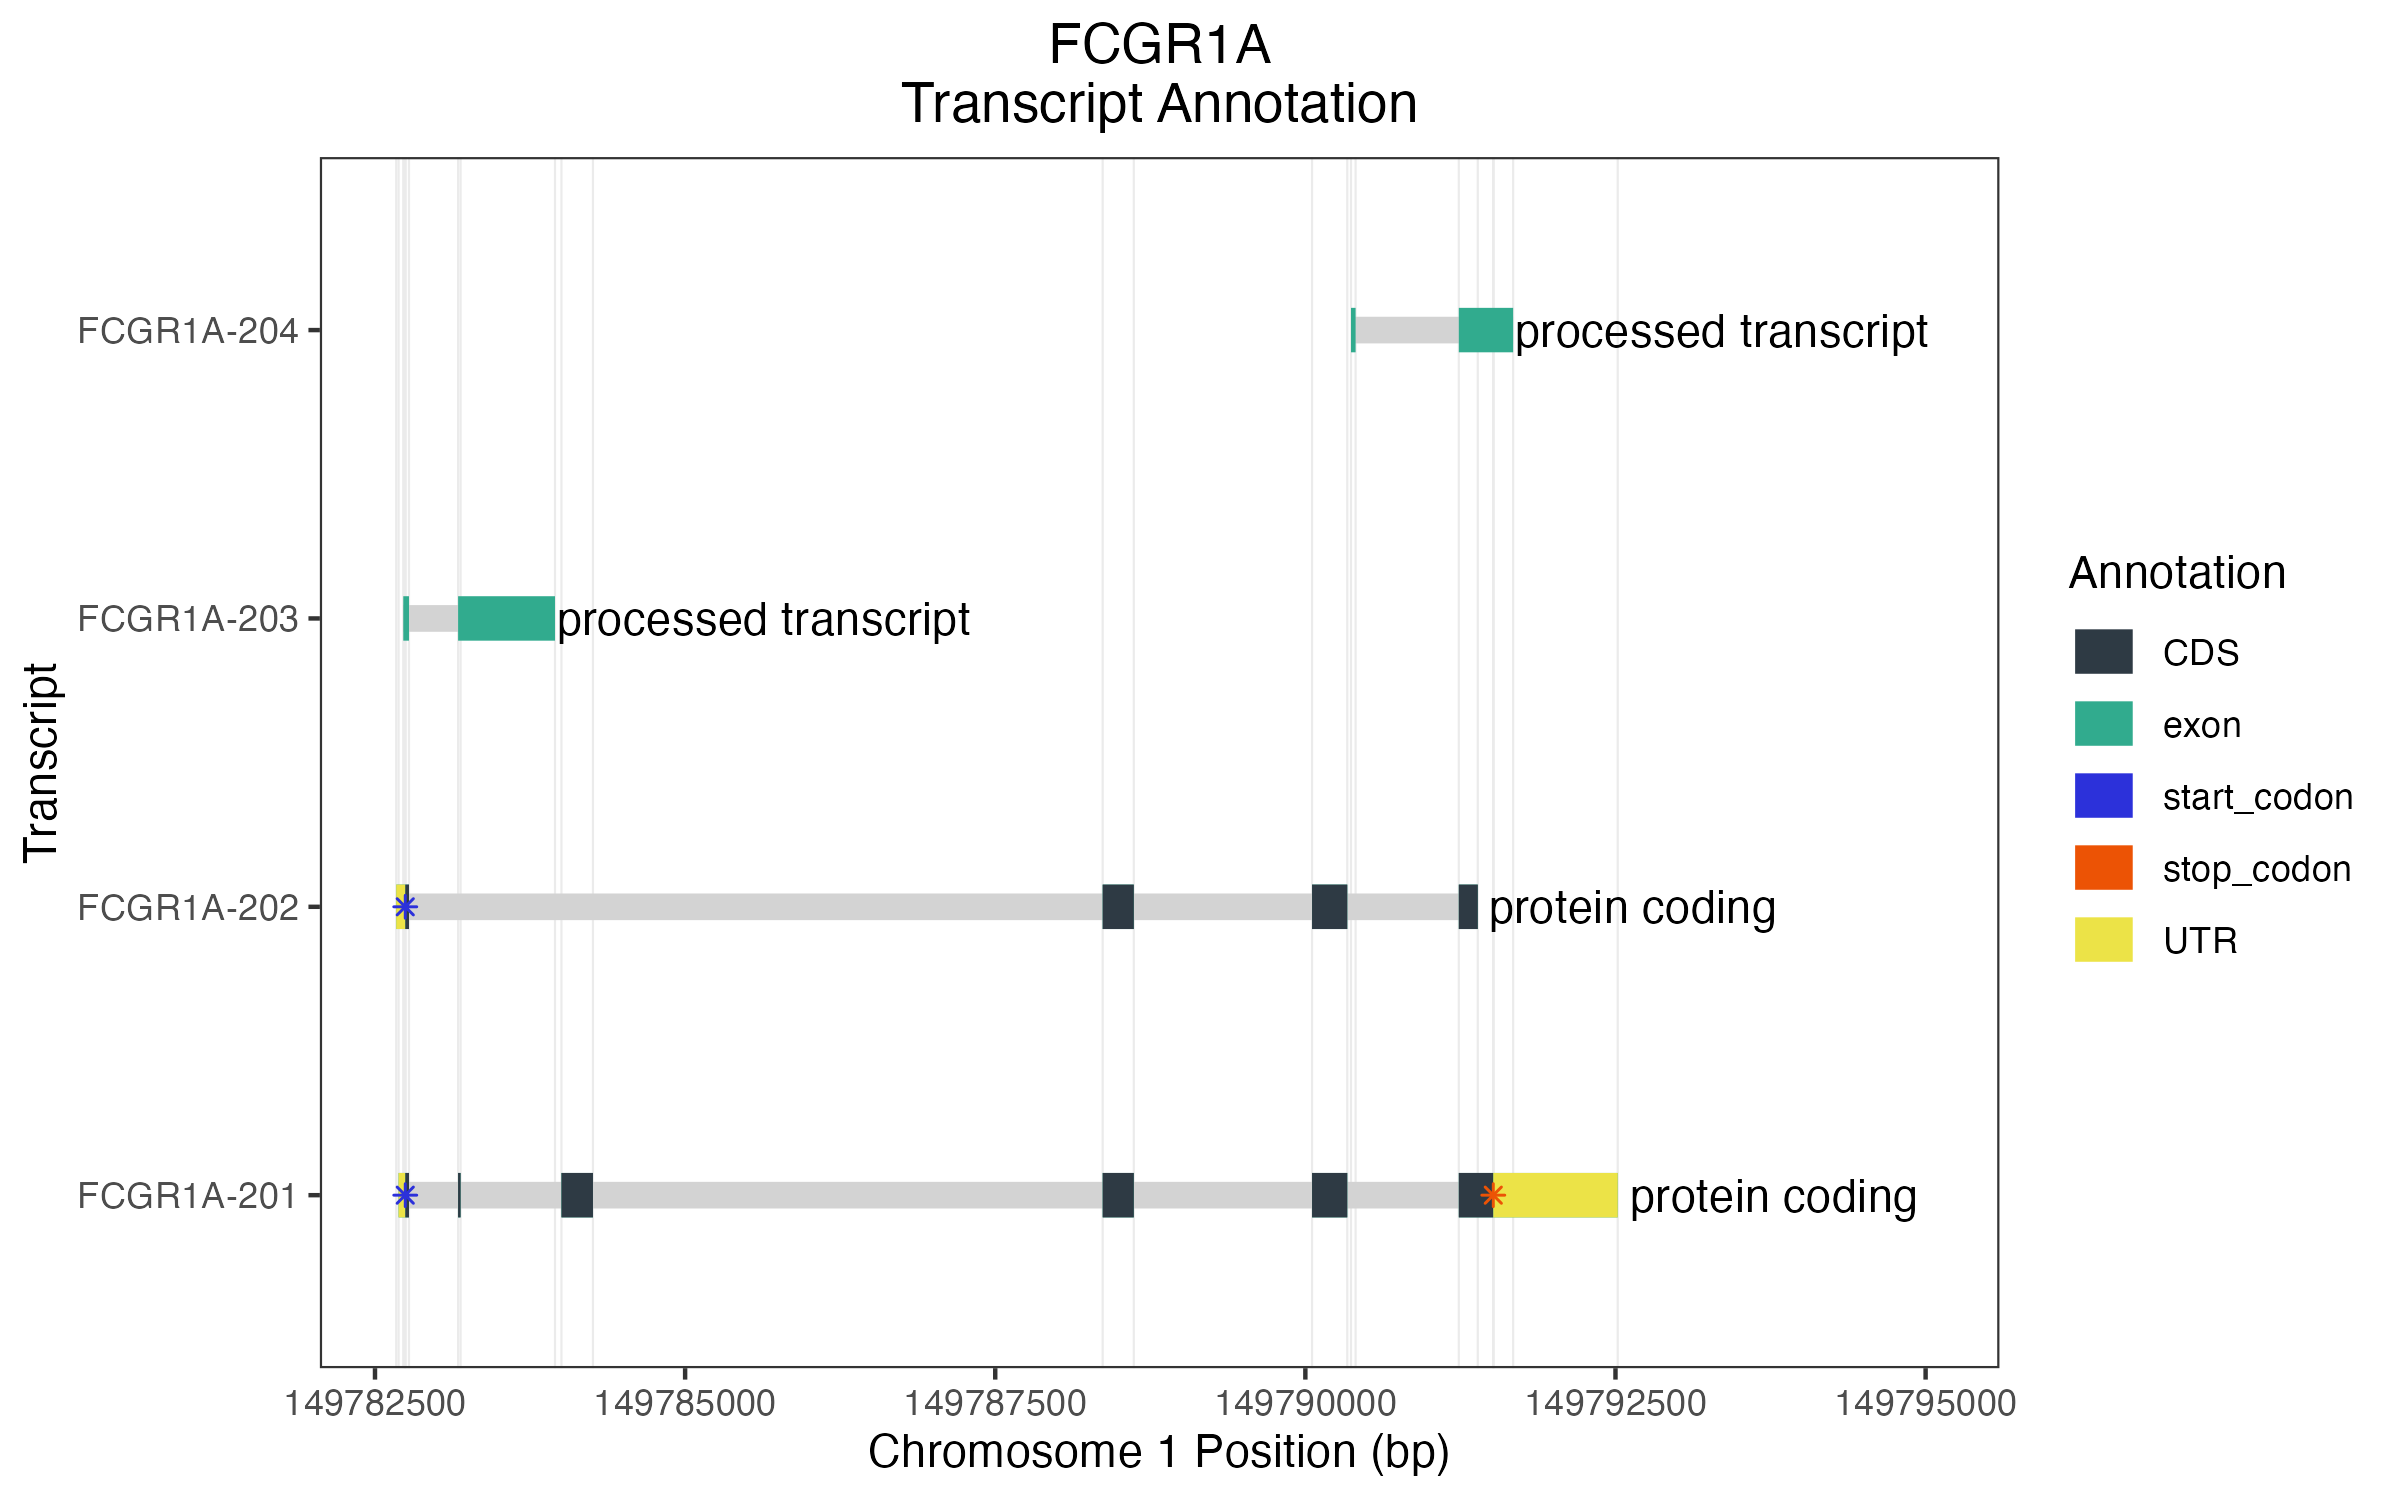 FCGR1A
Transcript Annotation
Transcript
FCGR1A-204
processed transcript
FCGR1A-203
processed transcript
FCGR1A-202
protein coding
FCGR1A-201
protein coding
149782500
149785000
149787500
149790000
149792500
149795000
Chromosome 1 Position (bp)
Annotation
CDS
exon
start_codon
stop_codon
UTR